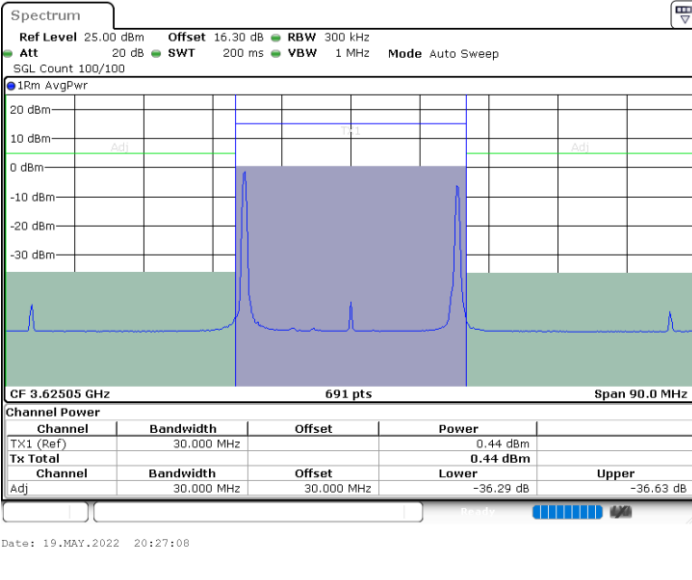 Spectrum
Ref Level 25.00 dBm Offset 16.30 dB RBW 300 kHz
Att 20 dB SWT 200 ms VBW 1 MHz Mode Auto Sweep
SGL Count 100/100
1Rm AvgPwr
20 dBm
TX1
10 dBm
Adj Adj
0 dBm
-10 dBm
-20 dBm
-30 dBm
CF 3.62505 GHz 691 pts Span 90.0 MHz
Channel Power
Channel Bandwidth Offset Power
TX1 (Ref) 30.000 MHz 0.44 dBm
Tx Total 0.44 dBm
Channel Bandwidth Offset Lower Upper
Adj 30.000 MHz 30.000 MHz -36.29 dB -36.63 dB
Ready
Date: 19.MAY.2022 20:27:08